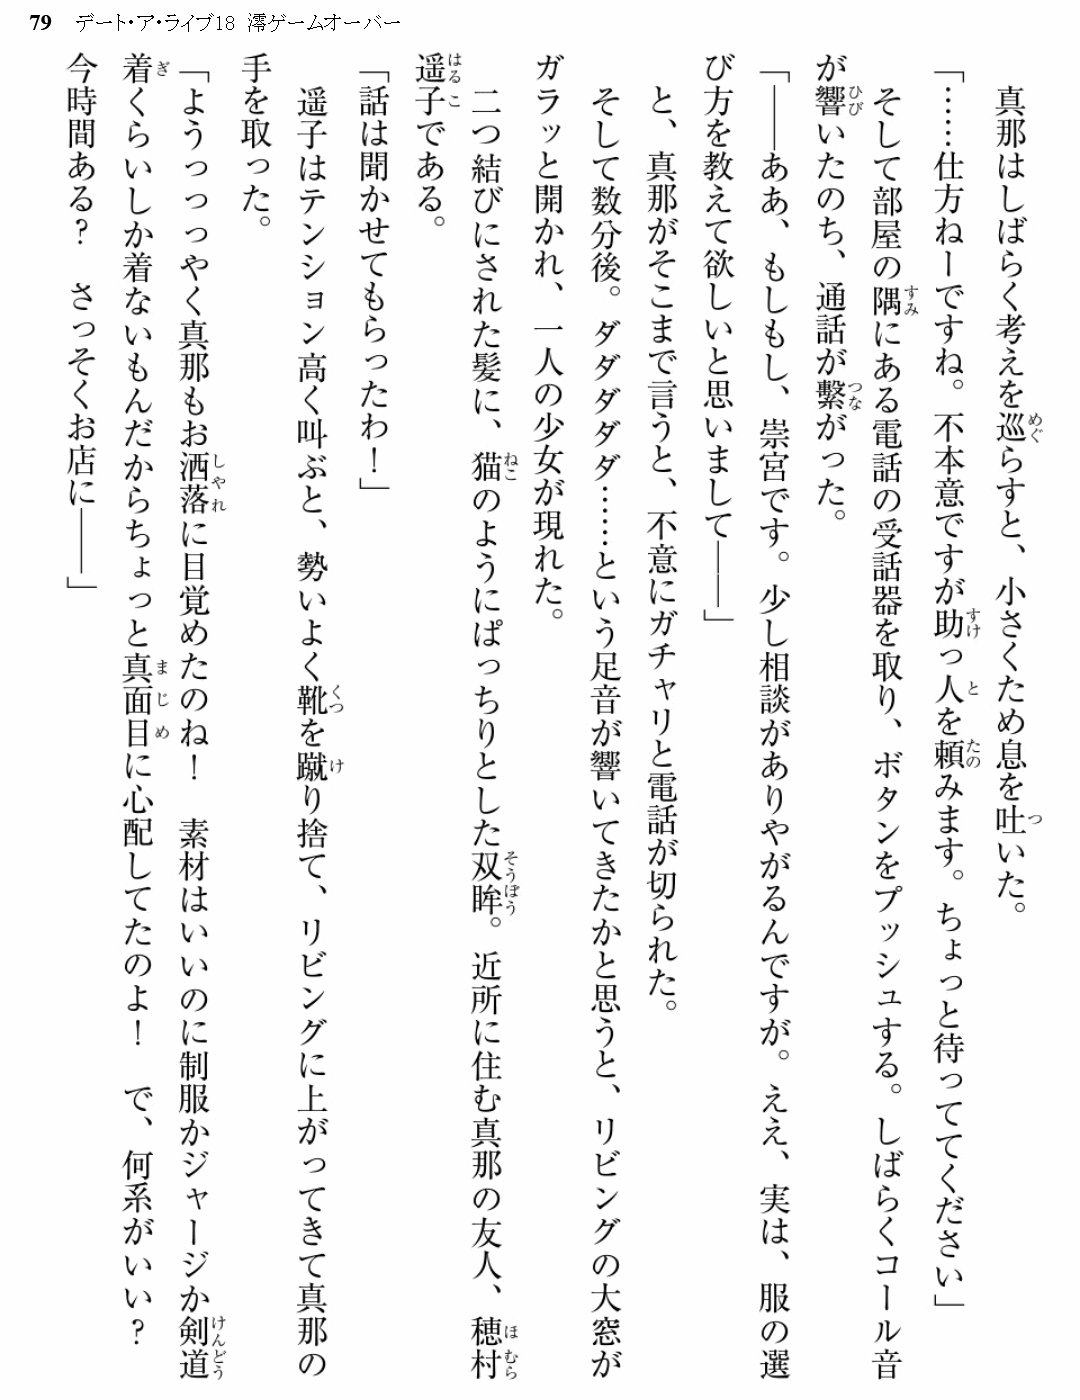 79 デート・ア・ライブ18 澪ゲームオーバー
真那はしばらく考えを巡らすと、小さくため息を吐いた。
「……仕方ねーですね。不本意ですが助っ人を頼みます。ちょっと待っててください」
そして部屋の隅にある電話の受話器を取り、ボタンをプッシュする。しばらくコール音
が響いたのち、通話が繋がった。
「――ああ、もしもし、崇宮です。少し相談がありやがるんですが。ええ、実は、服の選
び方を教えて欲しいと思いまして――」
と、真那がそこまで言うと、不意にガチャリと電話が切られた。
そして数分後。ダダダダダ……という足音が響いてきたかと思うと、リビングの大窓が
ガラッと開かれ、一人の少女が現れた。
二つ結びにされた髪に、猫のようにぱっちりとした双眸。近所に住む真那の友人、穂村
遥子である。
「話は聞かせてもらったわ！」
遥子はテンション高く叫ぶと、勢いよく靴を蹴り捨て、リビングに上がってきて真那の
手を取った。
「ようっっっやく真那もお洒落に目覚めたのね！　素材はいいのに制服かジャージか剣道
着くらいしか着ないもんだからちょっと真面目に心配してたのよ！　で、何系がいい？
今時間ある？　さっそくお店に――」